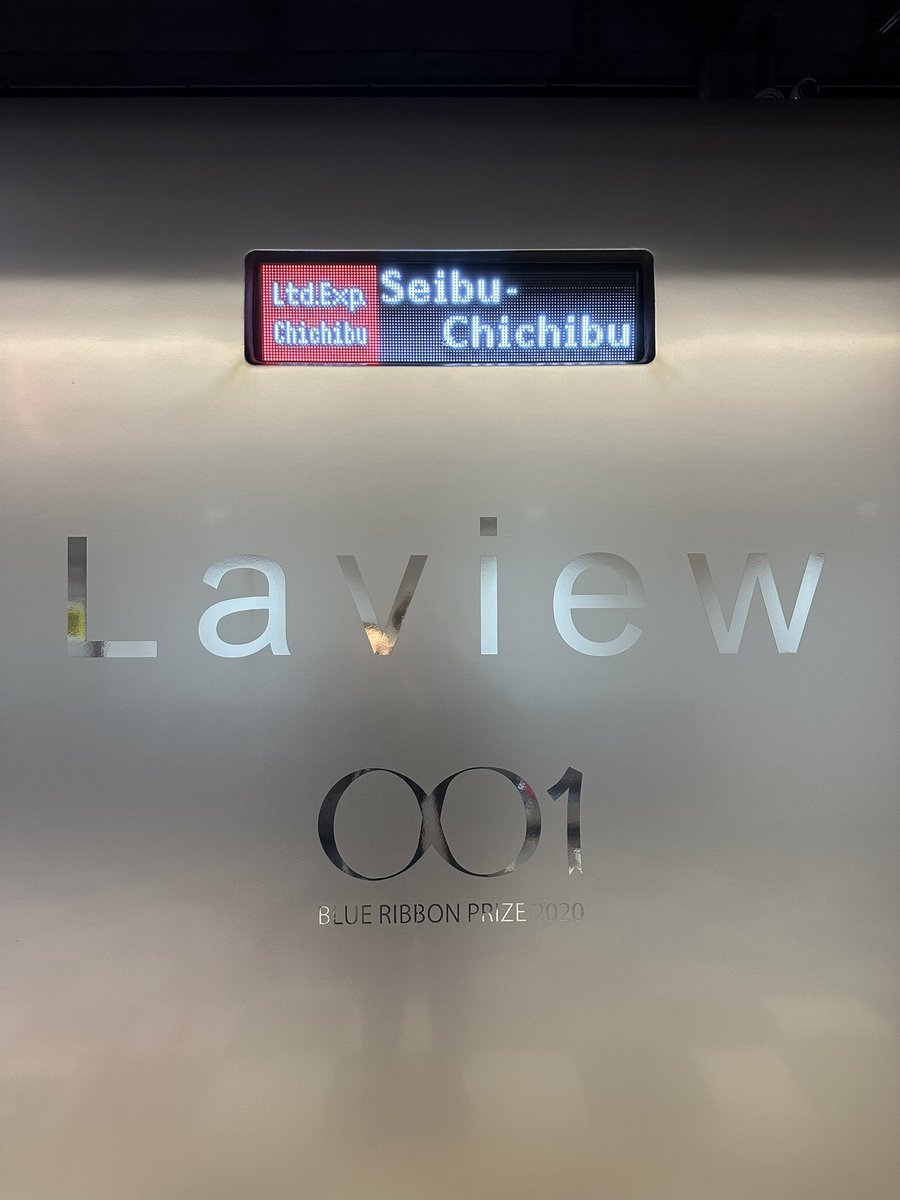 Ltd.Exp.
Chichibu
Seibu-
Chichibu
Laview
001
BLUE RIBBON PRIZE 2020